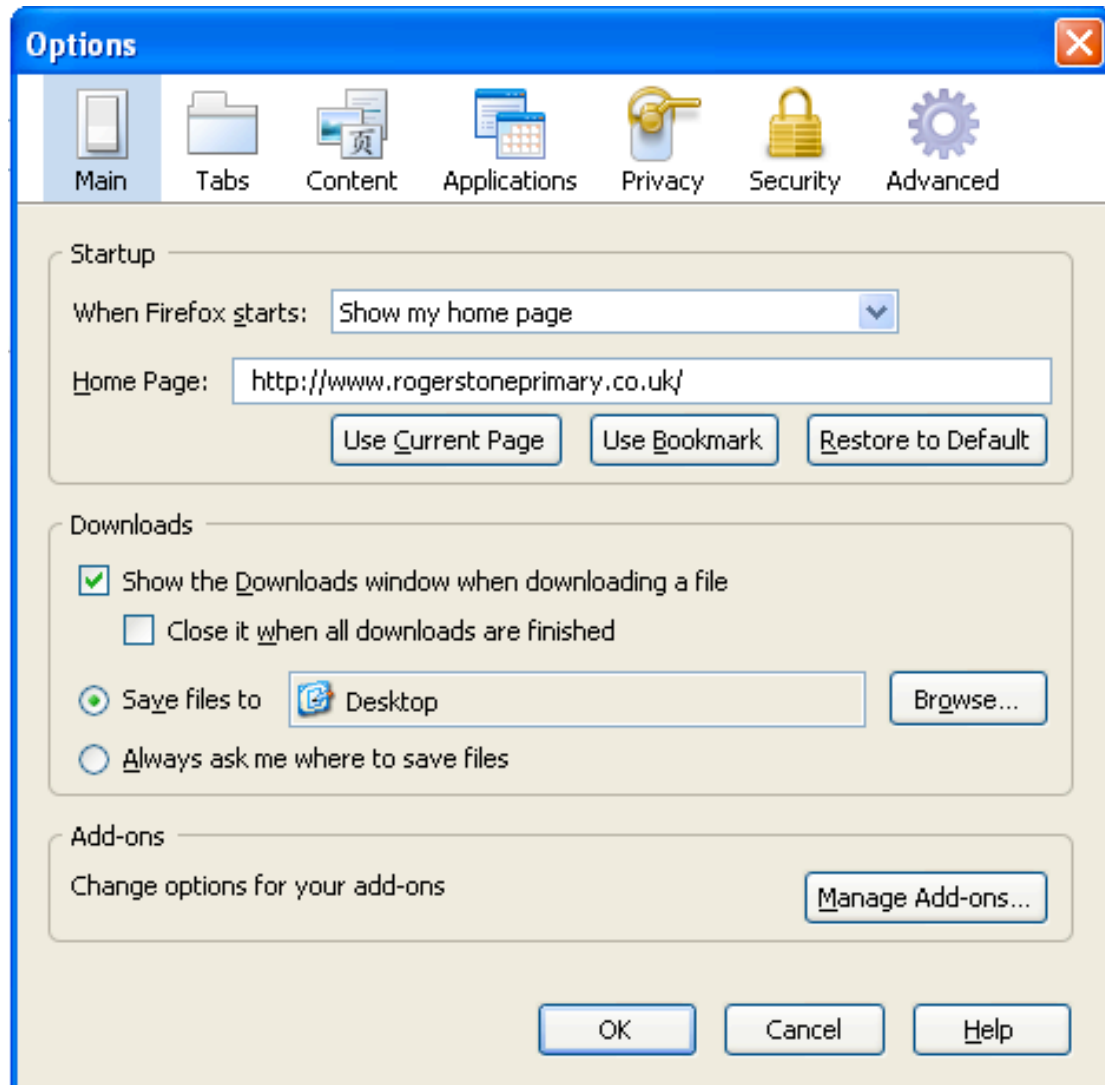 Options
Main Tabs Content Applications Privacy Security Advanced
页
Startup
When Firefox starts: Show my home page
Home Page: http://www.rogerstoneprimary.co.uk/
Use Current Page Use Bookmark Restore to Default
Downloads
Show the Downloads window when downloading a file
Close it when all downloads are finished
Save files to Desktop Browse...
Always ask me where to save files
Add-ons
Change options for your add-ons
Manage Add-ons...
OK Cancel Help